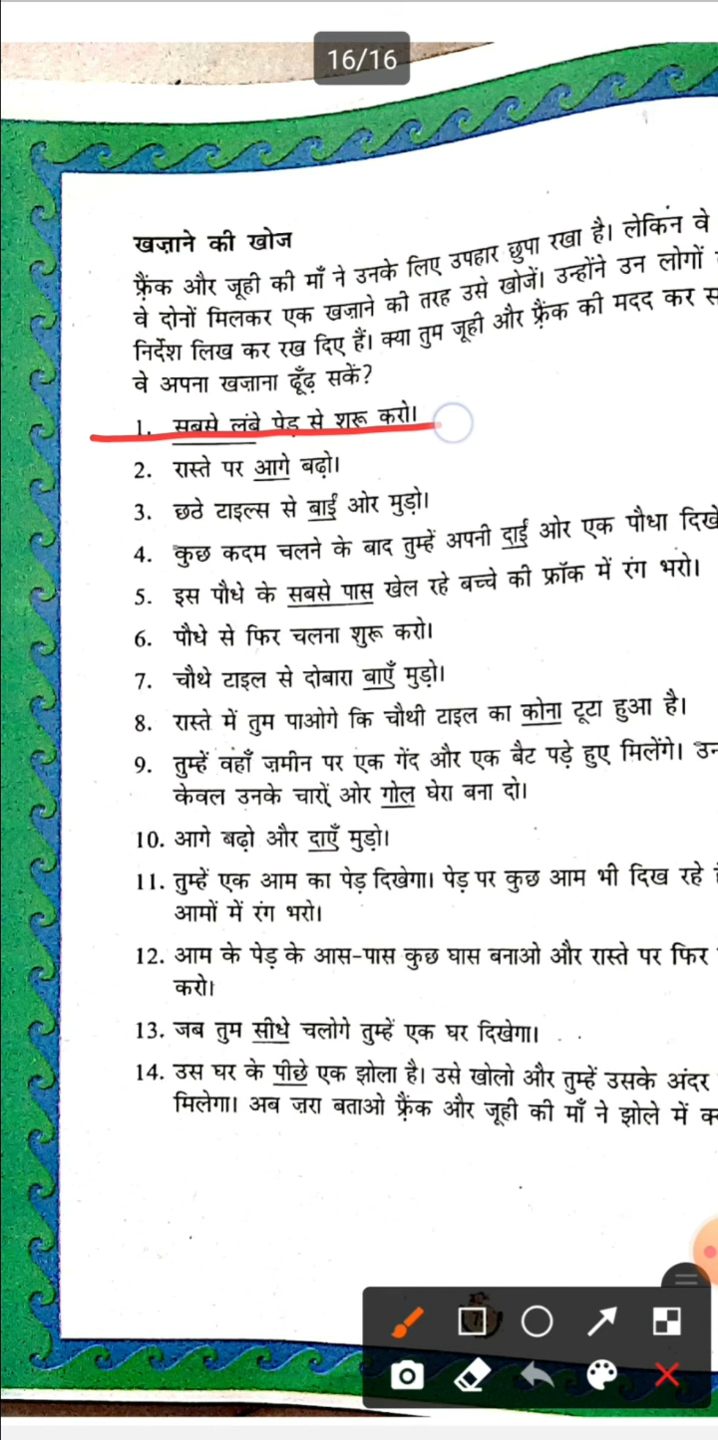 16/16
खज़ाने की खोज
फ्रैंक और जूही की माँ ने उनके लिए उपहार छुपा रखा है। लेकिन वे
वे दोनों मिलकर एक खज़ाने की तरह उसे खोजें। उन्होंने उन लोगों
निर्देश लिख कर रख दिए हैं। क्या तुम जूही और फ्रैंक की मदद कर
वे अपना खज़ाना ढूँढ़ सकें?
1. सबसे लंबे पेड़ से शुरू करो।
2. रास्ते पर आगे बढ़ो।
3. छठे टाइल्स से बाईं ओर मुड़ो।
4. कुछ कदम चलने के बाद तुम्हें अपनी दाईं ओर एक पौधा
5. इस पौधे के सबसे पास खेल रहे बच्चे की फ्रॉक में रंग भरो।
6. पौधे से फिर चलना शुरू करो।
7. चौथे टाइल से दोबारा बाएँ मुड़ो।
8. रास्ते में तुम पाओगे कि चौथी टाइल का कोना टूटा हुआ है।
9. तुम्हें वहाँ ज़मीन पर एक गेंद और एक बैट पड़े हुए मिलेंगे।
केवल उनके चारों ओर गोल घेरा बना दो।
10. आगे बढ़ो और दाएँ मुड़ो।
11. तुम्हें एक आम का पेड़ दिखेगा। पेड़ पर कुछ आम भी दिख रहे
आमों में रंग भरो।
12. आम के पेड़ के आस-पास कुछ घास बनाओ और रास्ते पर फिर
करो।
13. जब तुम सीधे चलोगे तुम्हें एक घर दिखेगा।
14. उस घर के पीछे एक झोला है। उसे खोलो और तुम्हें उसके अंदर
मिलेगा। अब जरा बताओ फ्रैंक और जूही की माँ ने झोले में